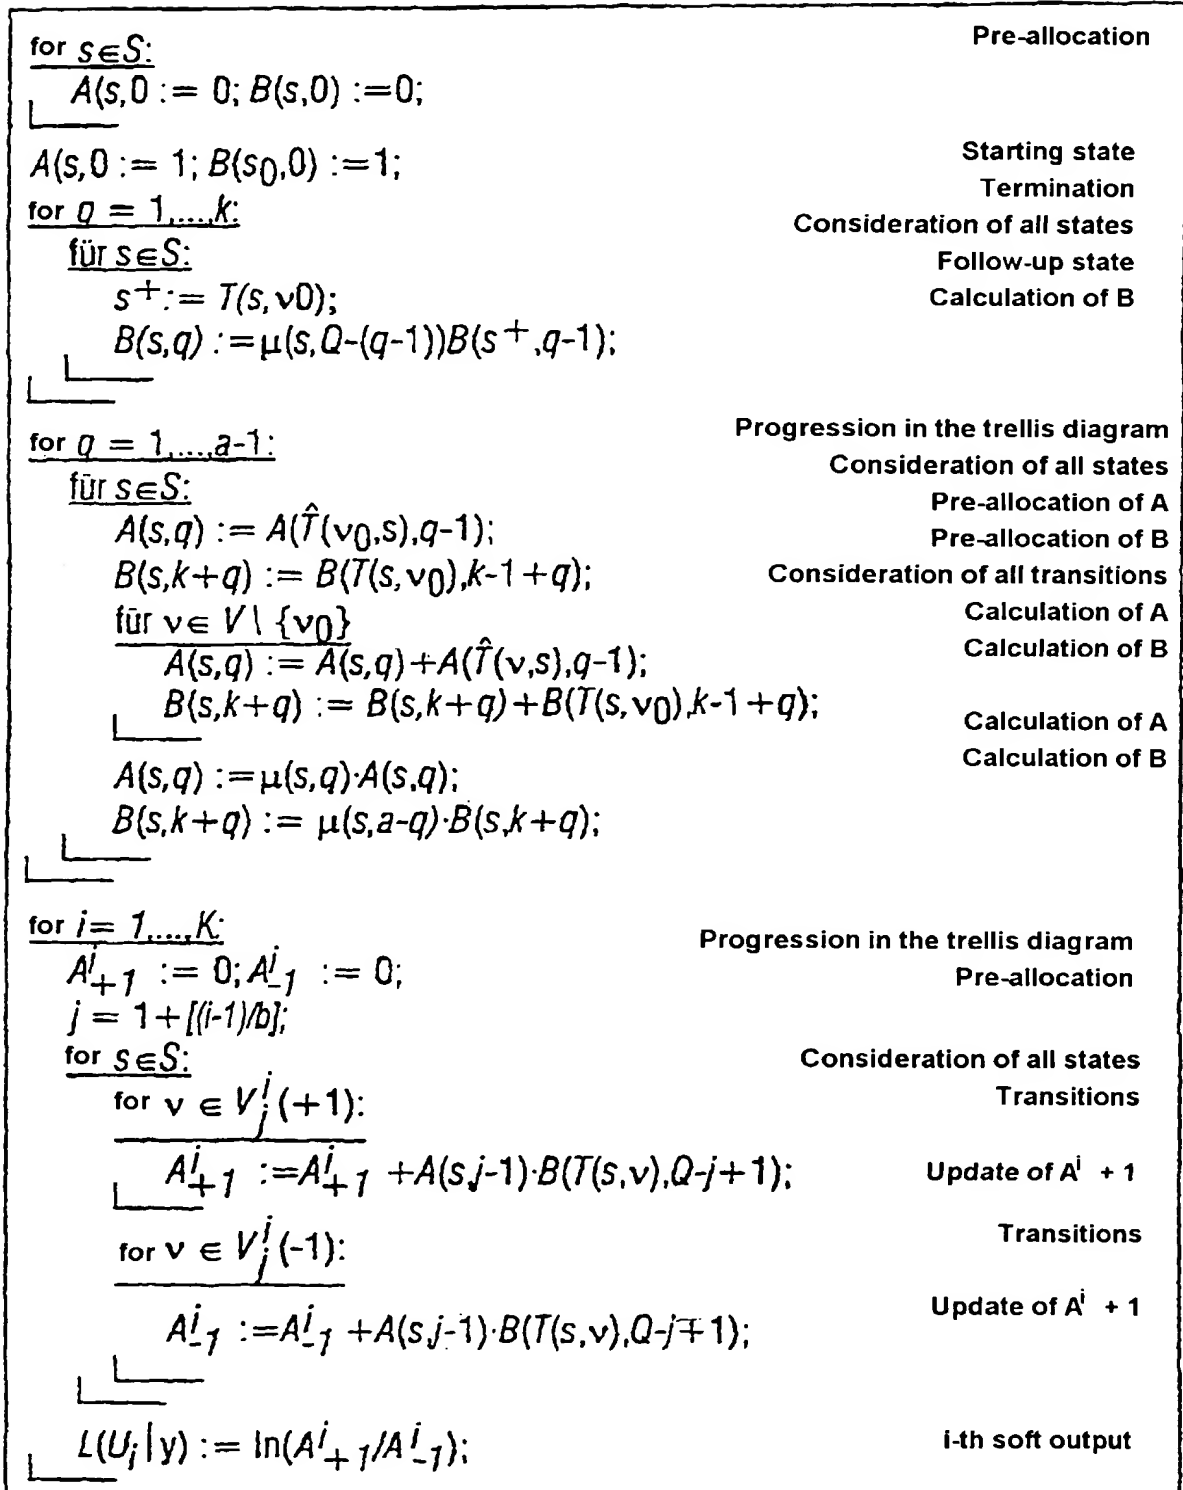 for s∈S: Pre-allocation
A(s,0 := 0; B(s,0) :=0;
A(s,0 := 1; B(s0,0) :=1; Starting state
Termination
for q = 1,...,k: Consideration of all states
für s∈S: Follow-up state
s+:= T(s,ν0); Calculation of B
B(s,q) :=μ(s,Q-(q-1))B(s+,q-1);
for q = 1,...,a-1: Progression in the trellis diagram
Consideration of all states
für s∈S: Pre-allocation of A
A(s,q) := A(T̂(ν0,s),q-1); Pre-allocation of B
B(s,k+q) := B(T(s,ν0),k-1+q); Consideration of all transitions
für ν∈ V\ {ν0} Calculation of A
A(s,q) := A(s,q)+A(T̂(ν,s),q-1); Calculation of B
B(s,k+q) := B(s,k+q)+B(T(s,ν0),k-1+q);
Calculation of A
A(s,q) :=μ(s,q)·A(s,q); Calculation of B
B(s,k+q) := μ(s,a-q)·B(s,k+q);
for i= 1,...,K: Progression in the trellis diagram
A^i_+1 := 0; A^i_-1 := 0; Pre-allocation
j = 1+[(i-1)/b];
for s∈S: Consideration of all states
for ν ∈ V^i_j(+1): Transitions
A^i_+1 :=A^i_+1 +A(s,j-1)·B(T(s,ν),Q-j+1); Update of A^i + 1
for ν ∈ V^i_j(-1): Transitions
A^i_-1 :=A^i_-1 +A(s,j-1)·B(T(s,ν),Q-j+1); Update of A^i + 1
L(U_i|y) := ln(A^i_+1/A^i_-1); i-th soft output